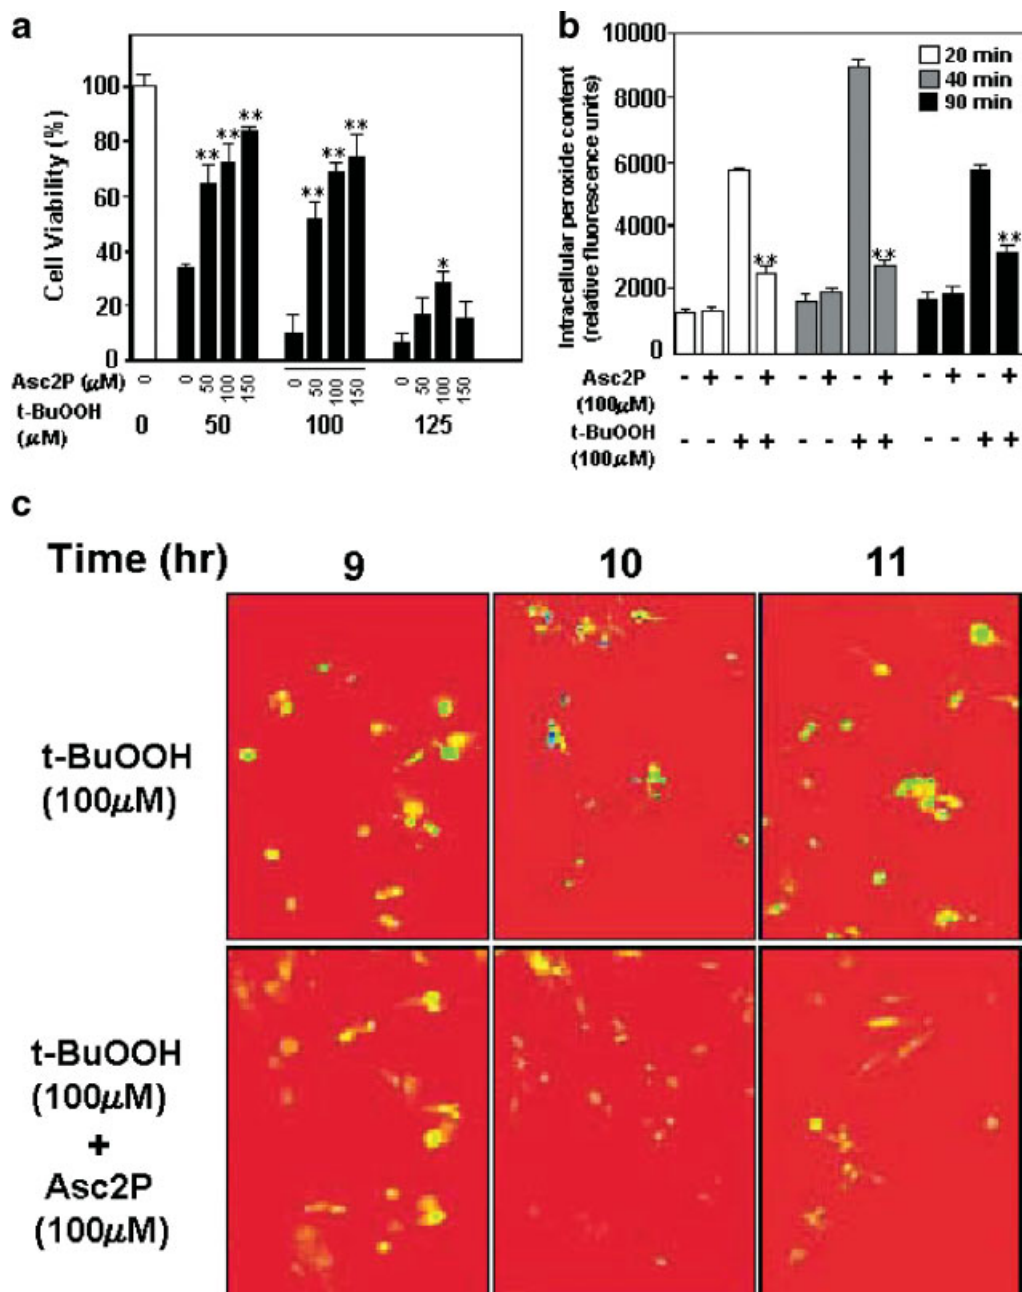 a
Cell Viability (%)
100
80
60
40
20
0
** ** **
** ** **
*
Asc2P (μM) 0 0 50 100 150 0 50 100 150 0 50 100 150
t-BuOOH
(μM) 0 50 100 125
b
Intracellular peroxide content
(relative fluorescence units)
10000
8000
6000
4000
2000
0
20 min
40 min
90 min
** ** **
Asc2P
(100μM)
- + - + - + - + - + - +
t-BuOOH
(100μM)
- - + + - - + + - - + +
c
Time (hr) 9 10 11
t-BuOOH
(100μM)
t-BuOOH
(100μM)
+
Asc2P
(100μM)